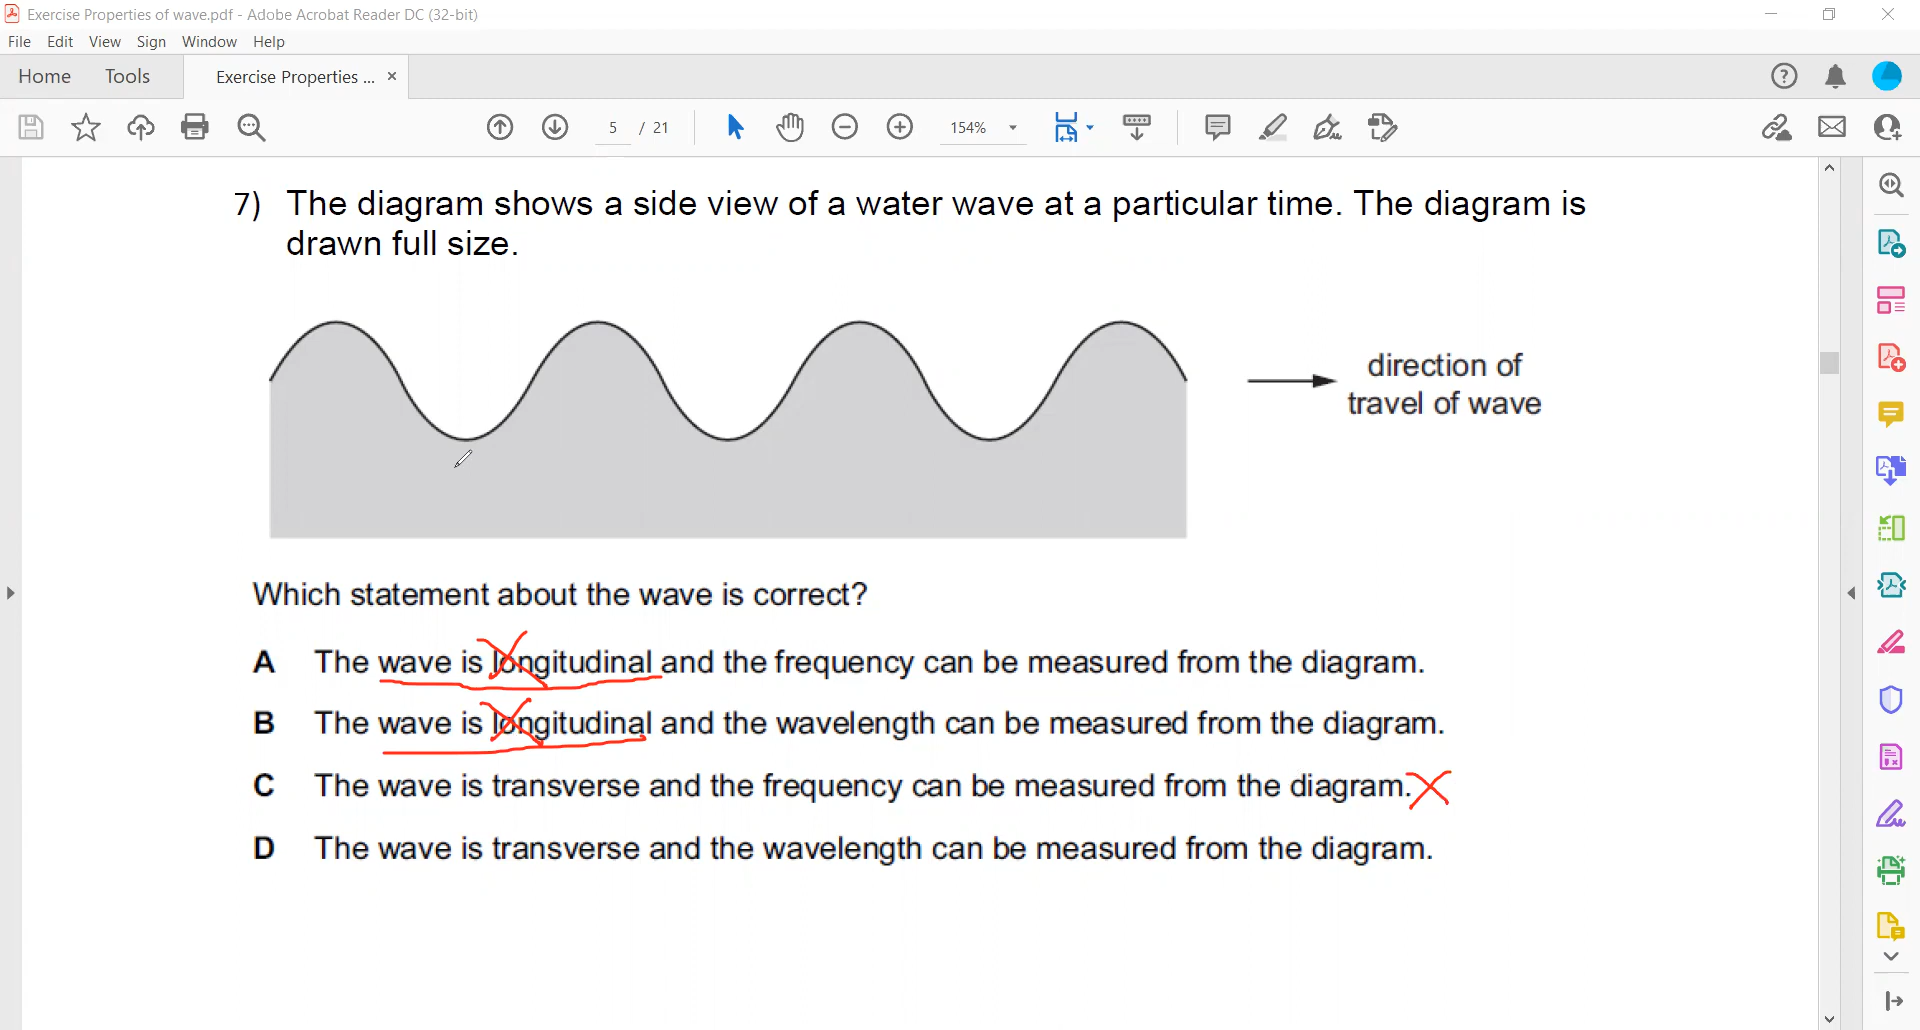 Exercise Properties of wave.pdf - Adobe Acrobat Reader DC (32-bit)
File Edit View Sign Window Help
Home Tools Exercise Properties ... ×
5 / 21 154%
7) The diagram shows a side view of a water wave at a particular time. The diagram is
drawn full size.
direction of
travel of wave
Which statement about the wave is correct?
A The wave is longitudinal and the frequency can be measured from the diagram.
B The wave is longitudinal and the wavelength can be measured from the diagram.
C The wave is transverse and the frequency can be measured from the diagram.
D The wave is transverse and the wavelength can be measured from the diagram.